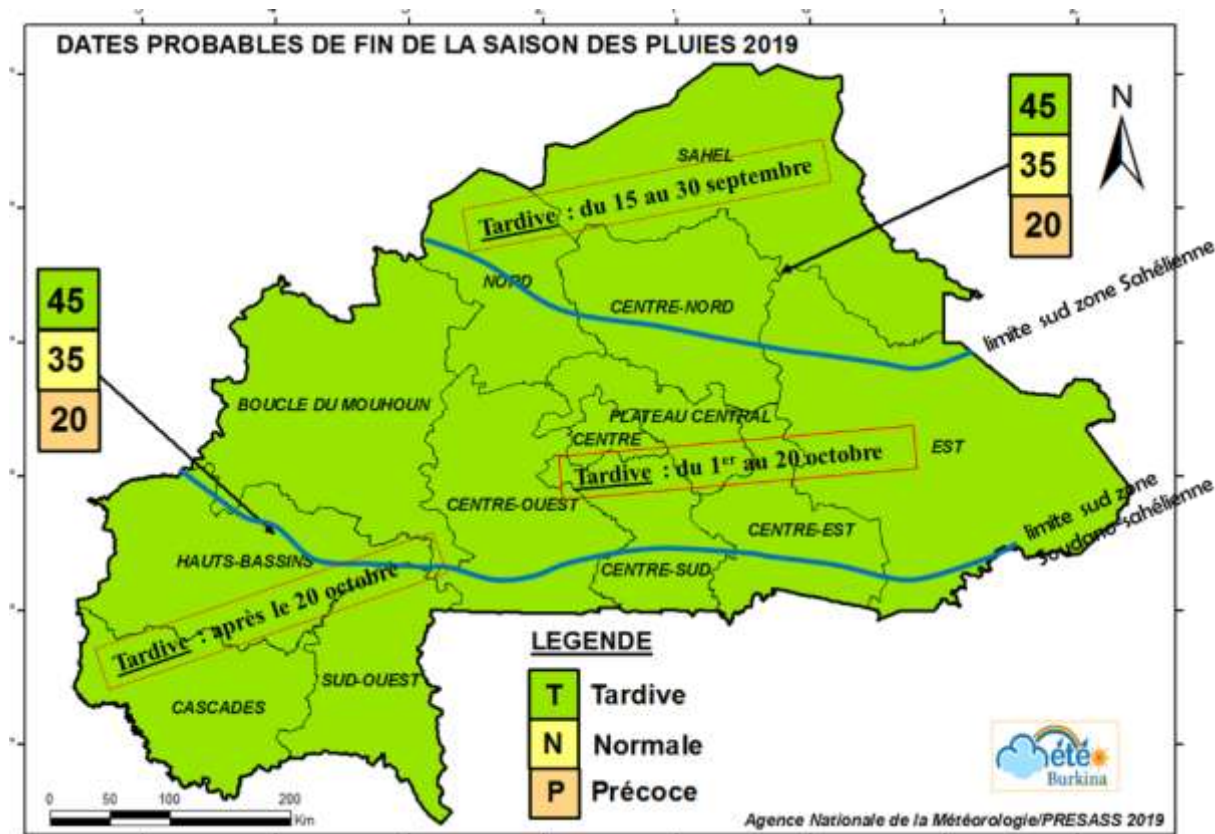 DATES PROBABLES DE FIN DE LA SAISON DES PLUIES 2019
45
35
20
N
SAHEL
Tardive : du 15 au 30 septembre
NORD
CENTRE-NORD
limite sud zone Sahélienne
45
35
20
BOUCLE DU MOUHOUN
PLATEAU CENTRAL
CENTRE
EST
Tardive : du 1er au 20 octobre
CENTRE-OUEST
CENTRE-EST
limite sud zone
soudano-sahélienne
HAUTS-BASSINS
CENTRE-SUD
Tardive : après le 20 octobre
SUD-OUEST
CASCADES
LEGENDE
T Tardive
N Normale
P Précoce
0 50 100 200
Km
été
Burkina
Agence Nationale de la Météorologie/PRESASS 2019